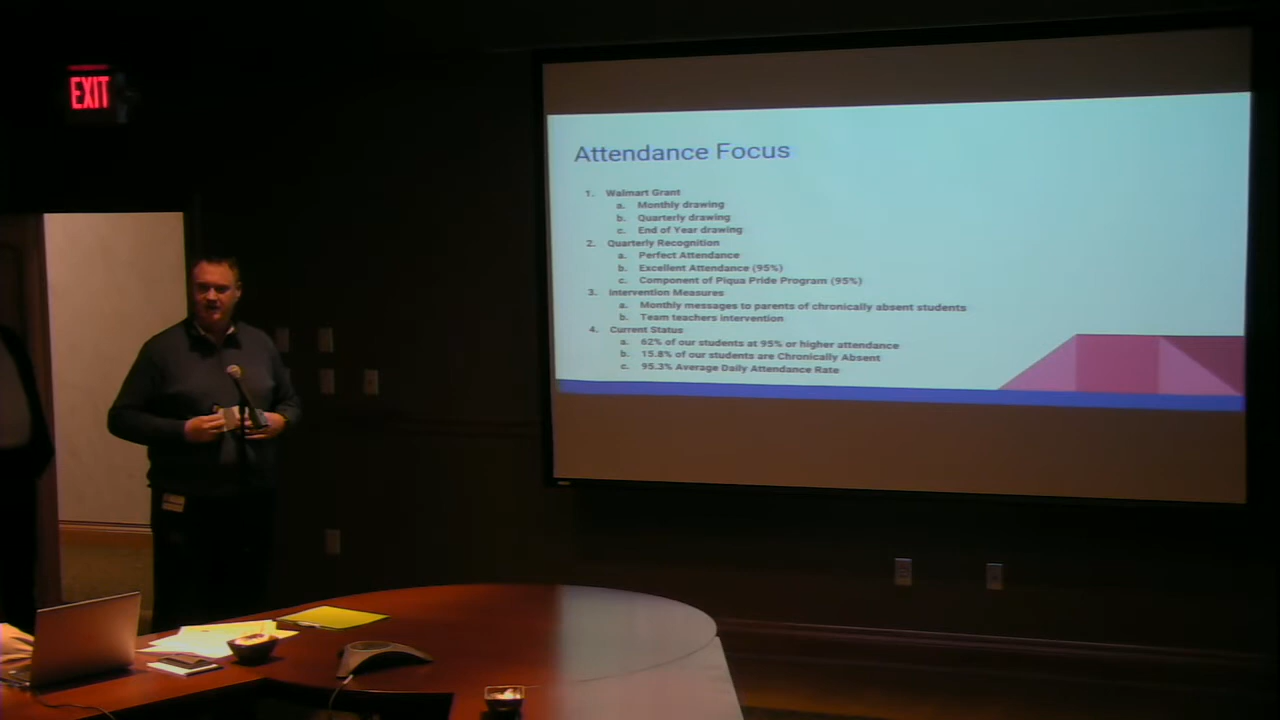 EXIT
Attendance Focus
1. Walmart Grant
a. Monthly drawing
b. Quarterly drawing
c. End of Year drawing
2. Quarterly Recognition
a. Perfect Attendance
b. Excellent Attendance (95%)
c. Component of Piqua Pride Program (95%)
3. Intervention Measures
a. Monthly messages to parents of chronically absent students
b. Team teachers intervention
4. Current Status
a. 62% of our students at 95% or higher attendance
b. 15.8% of our students are Chronically Absent
c. 95.3% Average Daily Attendance Rate